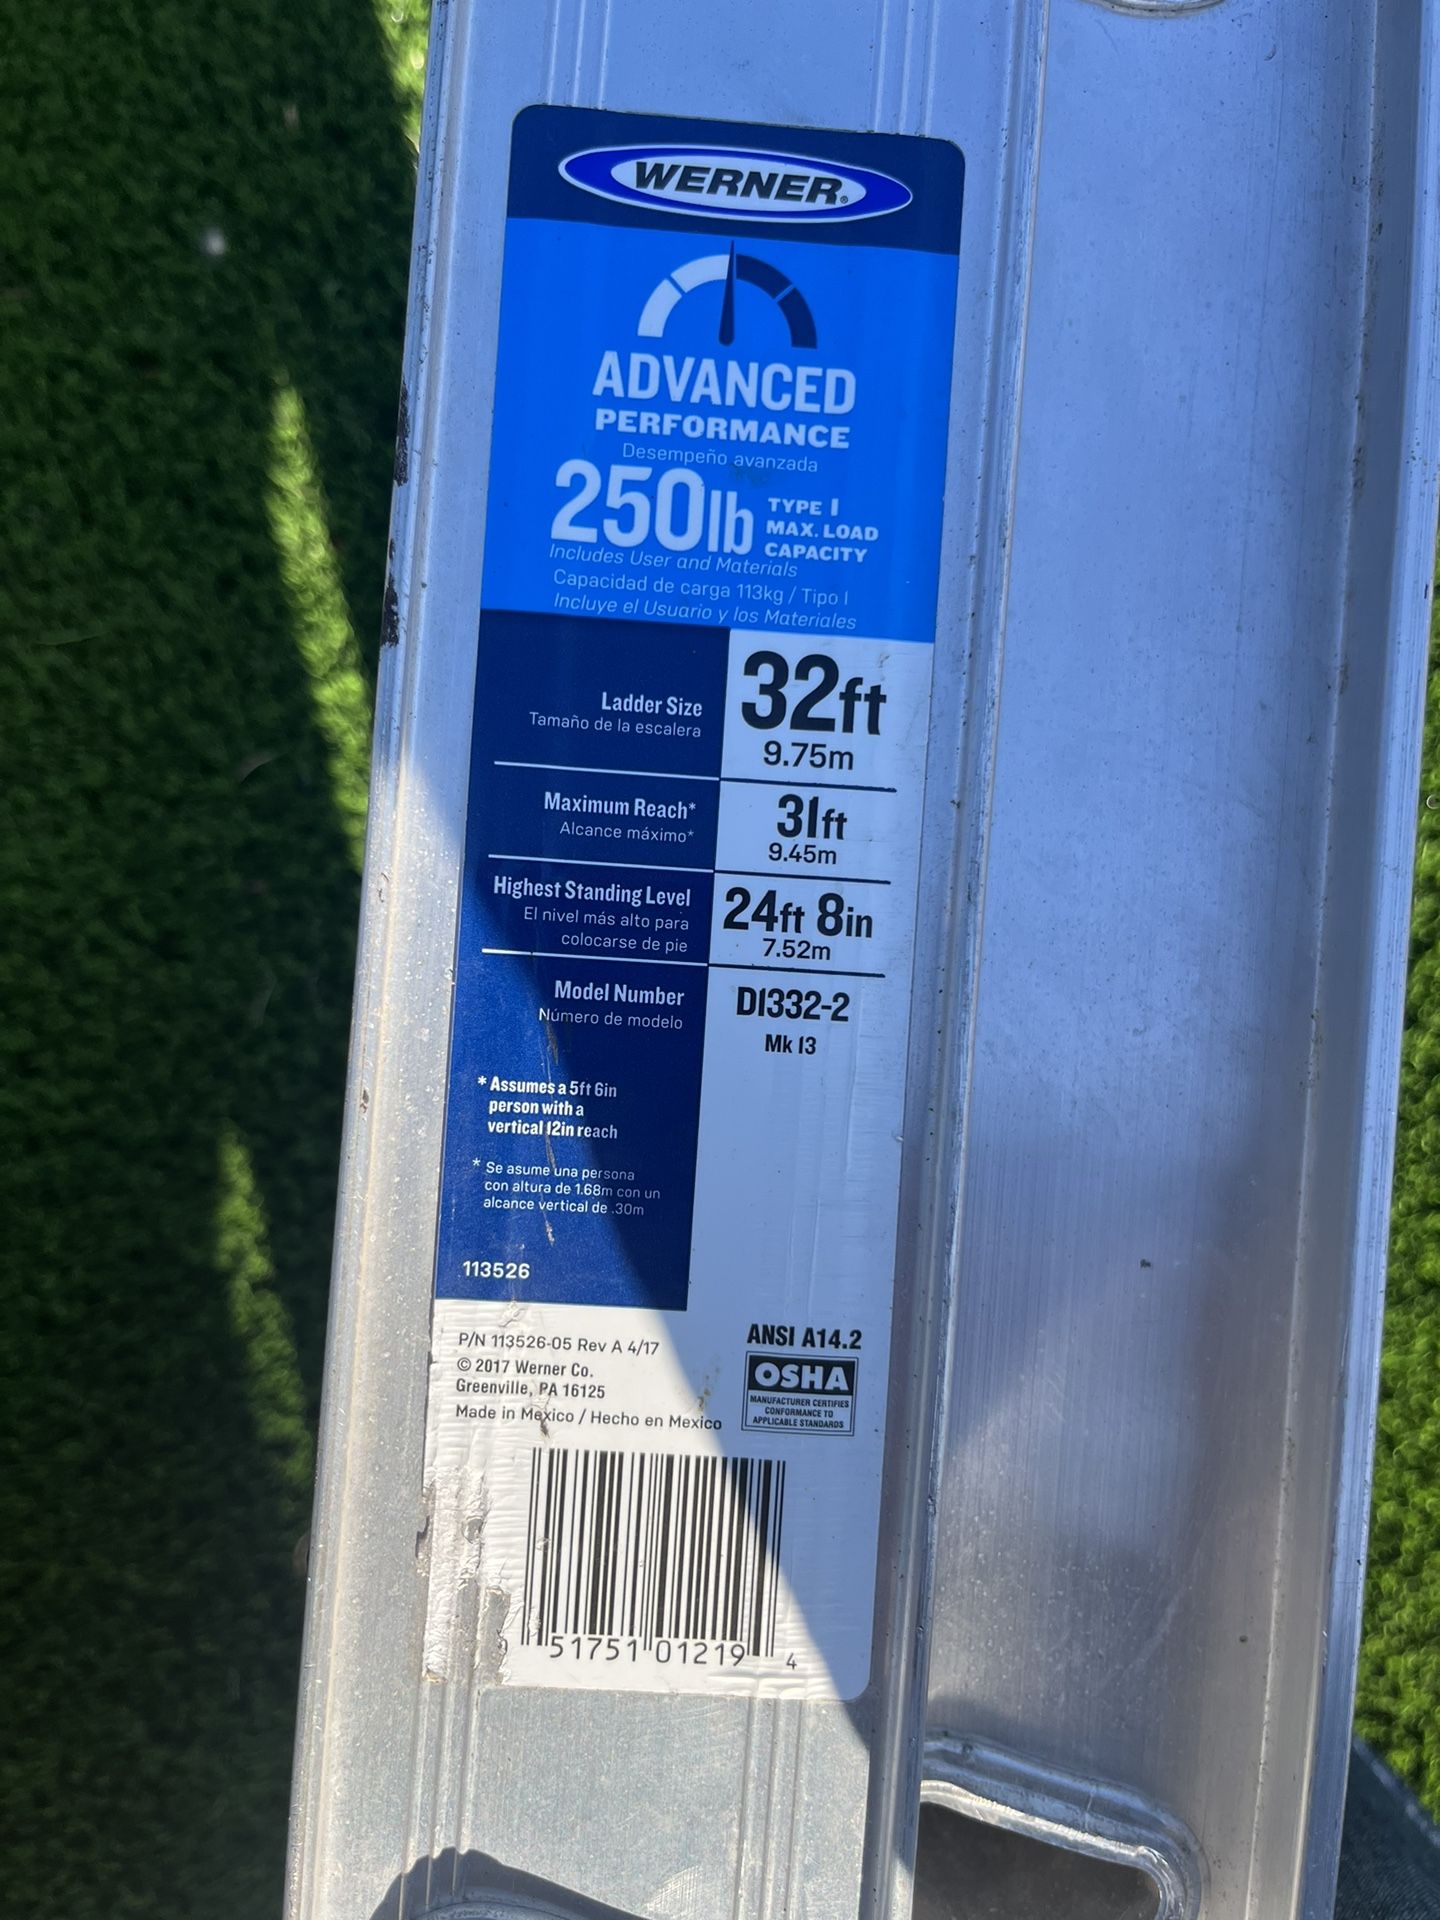 WERNER®
ADVANCED
PERFORMANCE
Desempeño avanzada
250lb TYPE I MAX. LOAD CAPACITY
Includes User and Materials
Capacidad de carga 113kg / Tipo I
Incluye el Usuario y los Materiales
Ladder Size 32ft
Tamaño de la escalera 9.75m
Maximum Reach* 31ft
Alcance máximo* 9.45m
Highest Standing Level 24ft 8in
El nivel más alto para
colocarse de pie 7.52m
Model Number D1332-2
Número de modelo Mk 13
* Assumes a 5ft 6in
person with a
vertical 12in reach
* Se asume una persona
con altura de 1.68m con un
alcance vertical de .30m
113526
P/N 113526-05 Rev A 4/17
© 2017 Werner Co.
Greenville, PA 16125
Made in Mexico / Hecho en Mexico
ANSI A14.2
OSHA
MANUFACTURER CERTIFIES
CONFORMANCE TO
APPLICABLE STANDARDS
51751 01219 4